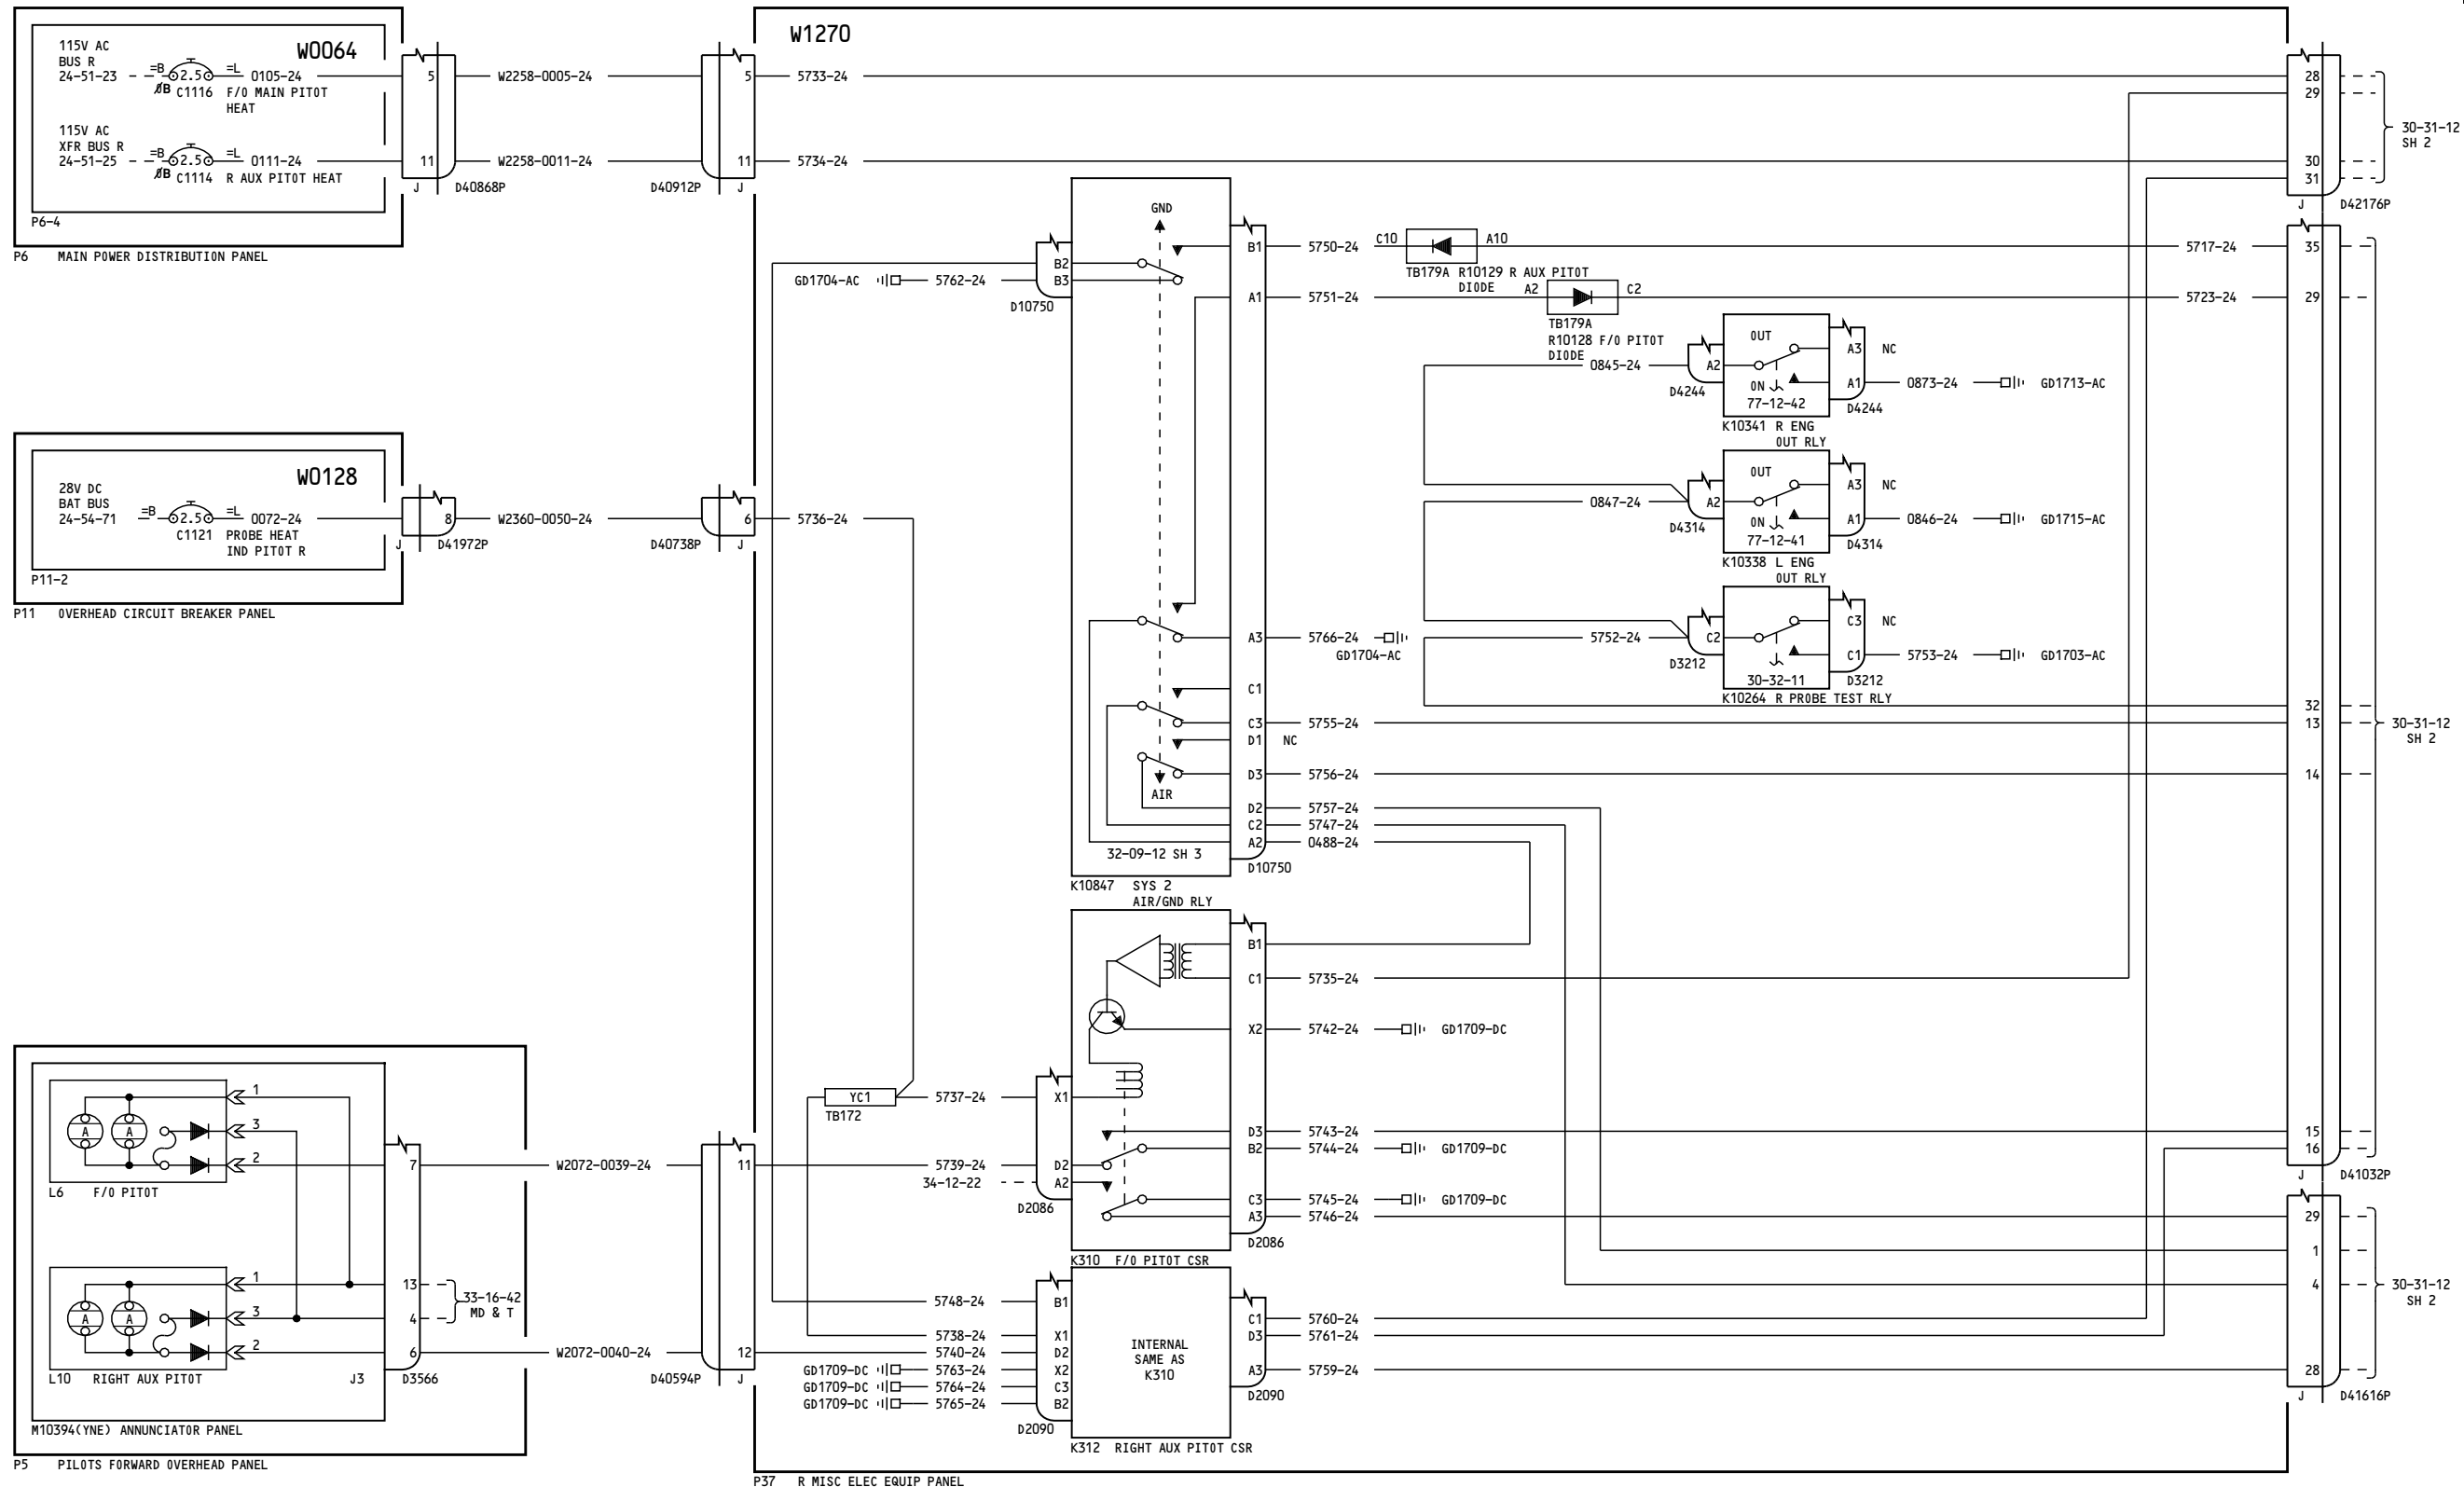 W0064
115V AC
BUS R
24-51-23
=B
2.5
=L
0105-24
ØB
C1116
F/O MAIN PITOT
HEAT
115V AC
XFR BUS R
24-51-25
=B
2.5
=L
0111-24
ØB
C1114
R AUX PITOT HEAT
P6-4
P6
MAIN POWER DISTRIBUTION PANEL
5
11
J
D40868P
W2258-0005-24
W2258-0011-24
D40912P
5
11
J
W1270
5733-24
5734-24
28
29
30
31
J
D42176P
30-31-12
SH 2
W0128
28V DC
BAT BUS
24-54-71
=B
2.5
=L
0072-24
C1121
PROBE HEAT
IND PITOT R
P11-2
P11
OVERHEAD CIRCUIT BREAKER PANEL
8
J
D41972P
W2360-0050-24
D40738P
6
J
5736-24
GD1704-AC
5762-24
B2
B3
D10750
GND
B1
A1
A3
C1
C3
D1
NC
D3
D2
C2
A2
AIR
32-09-12 SH 3
D10750
K10847
SYS 2
AIR/GND RLY
5750-24
C10
A10
TB179A R10129 R AUX PITOT
DIODE
5717-24
35
5751-24
A2
C2
TB179A
R10128 F/O PITOT
DIODE
5723-24
29
0845-24
A2
D4244
OUT
ON
77-12-42
A3
NC
A1
D4244
0873-24
GD1713-AC
K10341 R ENG
OUT RLY
0847-24
A2
D4314
OUT
ON
77-12-41
A3
NC
A1
D4314
0846-24
GD1715-AC
K10338 L ENG
OUT RLY
5766-24
GD1704-AC
5752-24
C2
D3212
30-32-11
C3
NC
C1
D3212
5753-24
GD1703-AC
K10264 R PROBE TEST RLY
32
5755-24
13
5756-24
14
30-31-12
SH 2
5757-24
5747-24
0488-24
B1
C1
5735-24
X2
5742-24
GD1709-DC
YC1
TB172
5737-24
X1
D3
5743-24
15
B2
5744-24
GD1709-DC
16
5739-24
D2
34-12-22
A2
D2086
C3
5745-24
GD1709-DC
A3
5746-24
D2086
K310
F/O PITOT CSR
J
D41032P
29
1
4
28
J
D41616P
30-31-12
SH 2
5748-24
B1
5738-24
X1
5740-24
D2
GD1709-DC
5763-24
X2
GD1709-DC
5764-24
C3
GD1709-DC
5765-24
B2
D2090
INTERNAL
SAME AS
K310
C1
5760-24
D3
5761-24
A3
5759-24
D2090
K312
RIGHT AUX PITOT CSR
A
A
1
3
2
L6
F/O PITOT
A
A
1
3
2
L10
RIGHT AUX PITOT
J3
7
13
4
6
D3566
33-16-42
MD & T
W2072-0039-24
W2072-0040-24
11
12
D40594P
J
M10394(YNE) ANNUNCIATOR PANEL
P5
PILOTS FORWARD OVERHEAD PANEL
P37
R MISC ELEC EQUIP PANEL